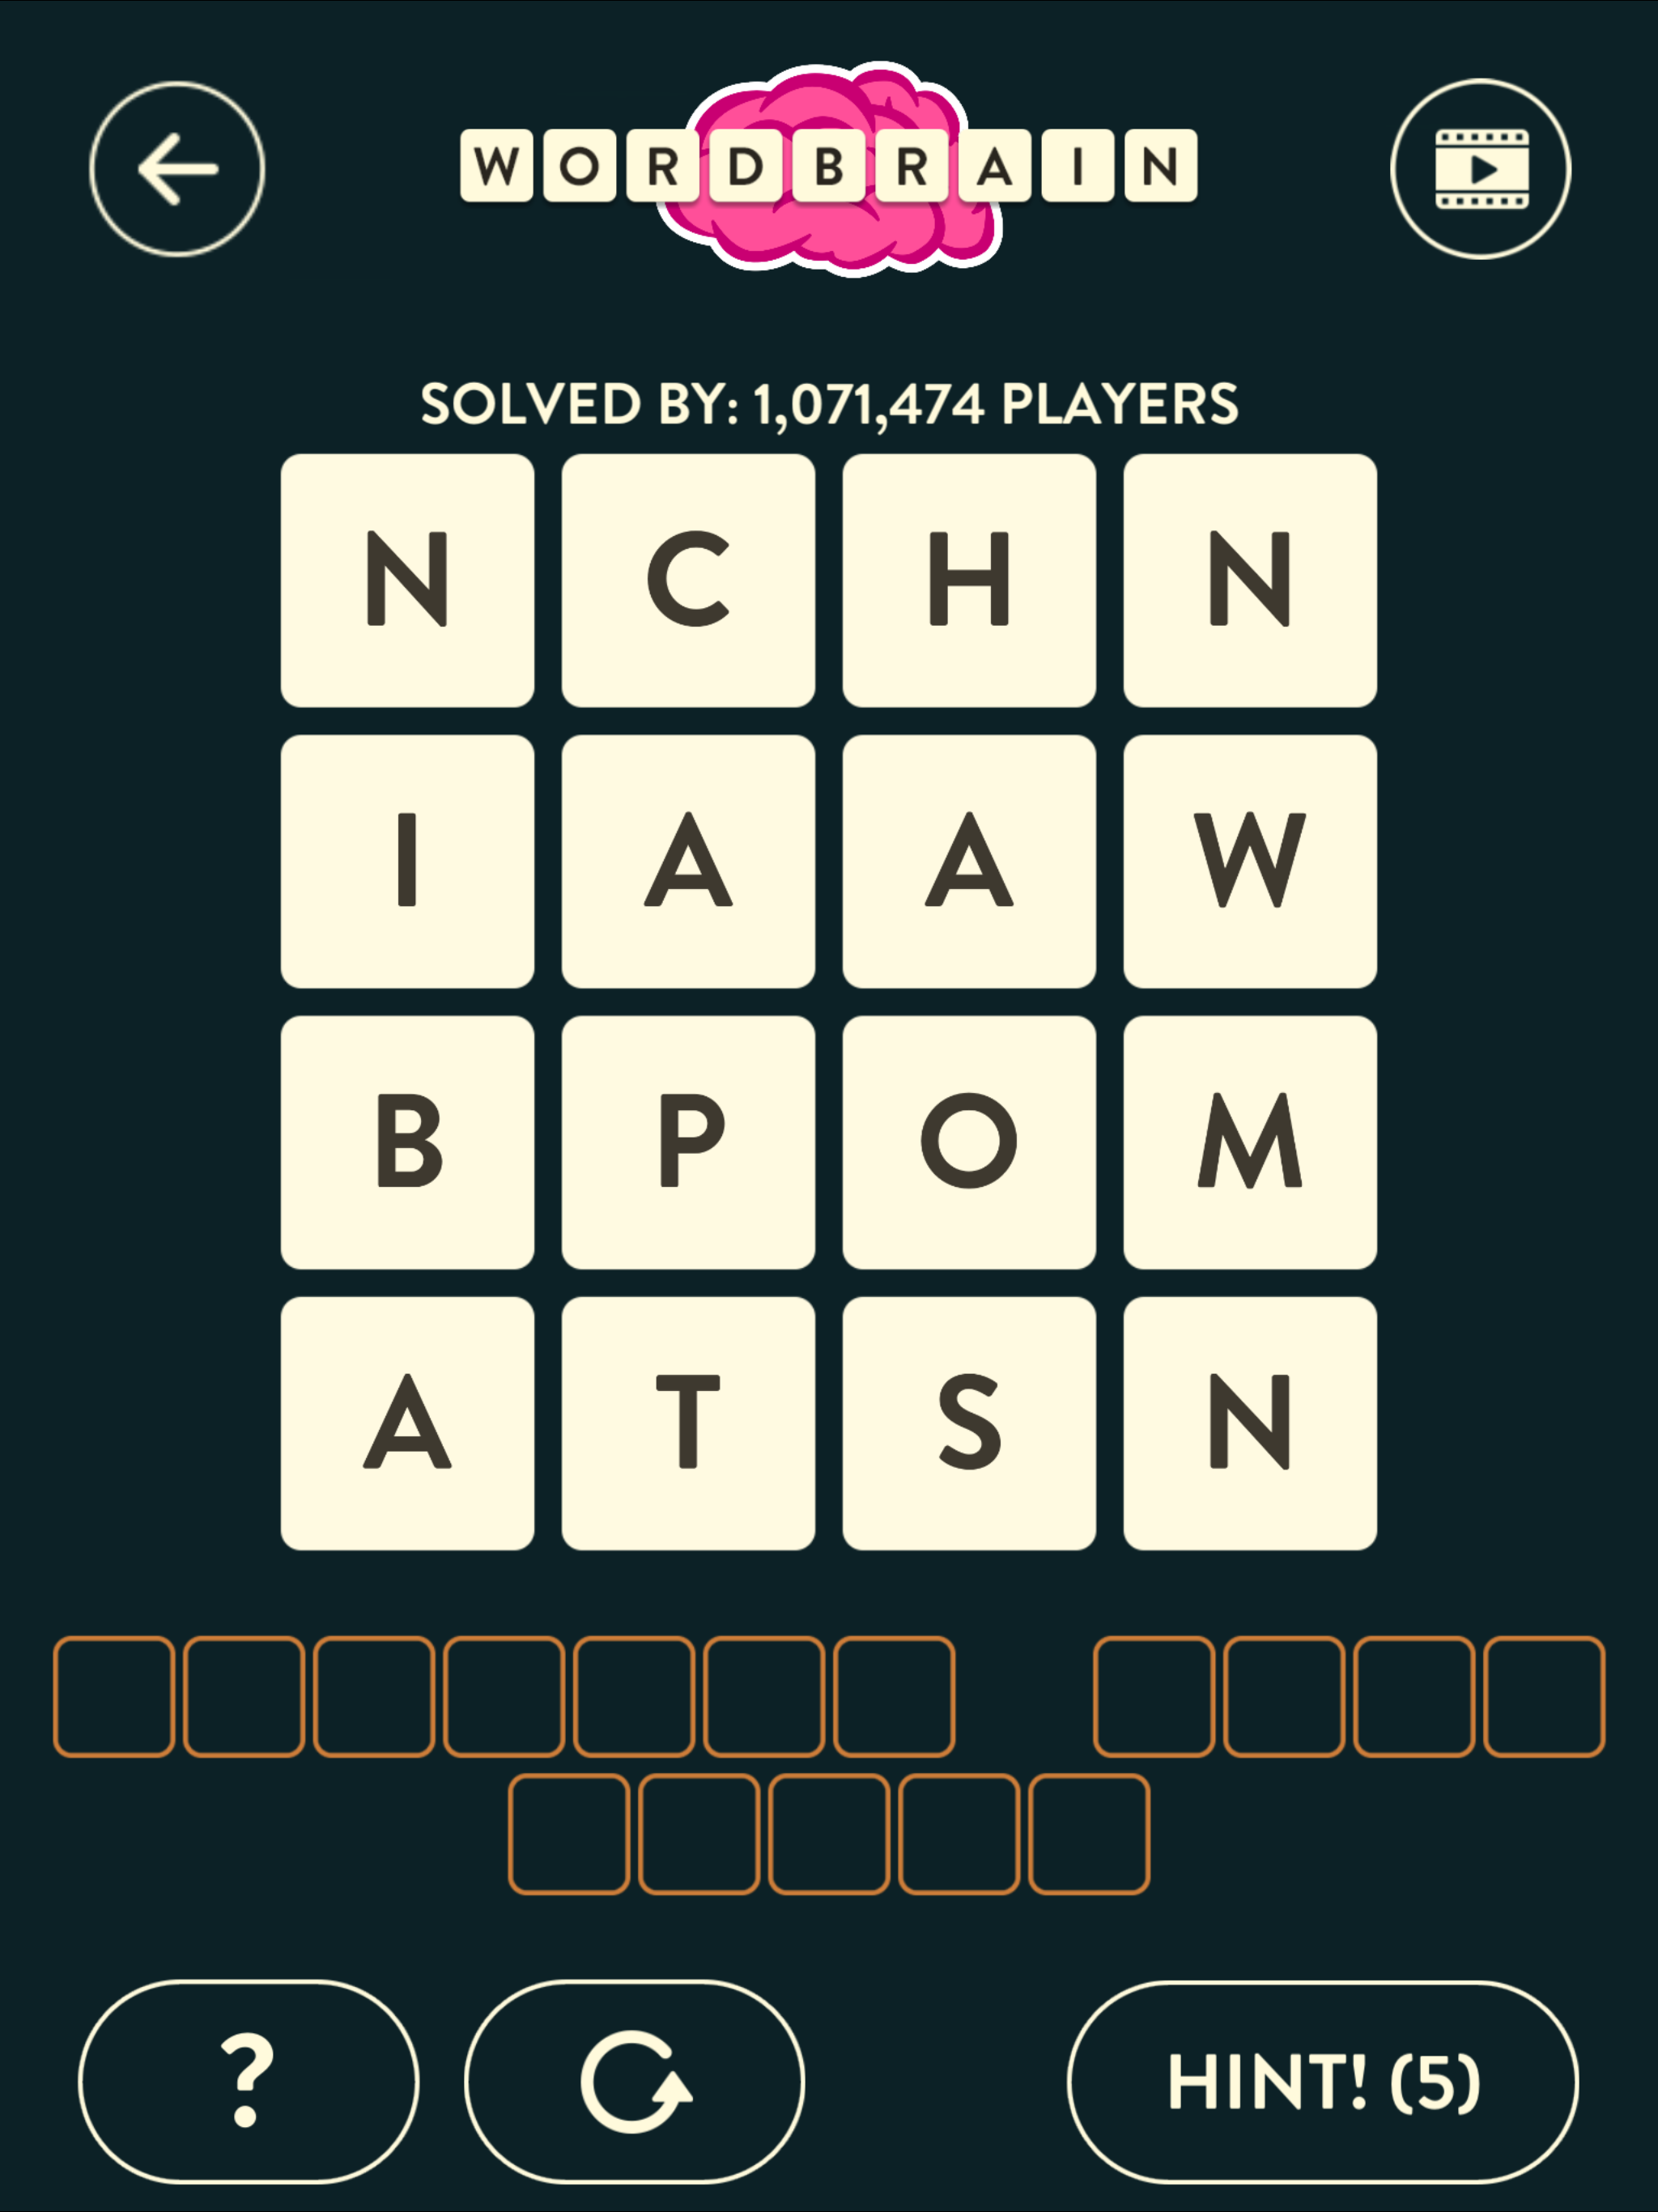 WORDBRAIN
SOLVED BY: 1,071,474 PLAYERS
N C H N
I A A W
B P O M
A T S N
?
HINT! (5)